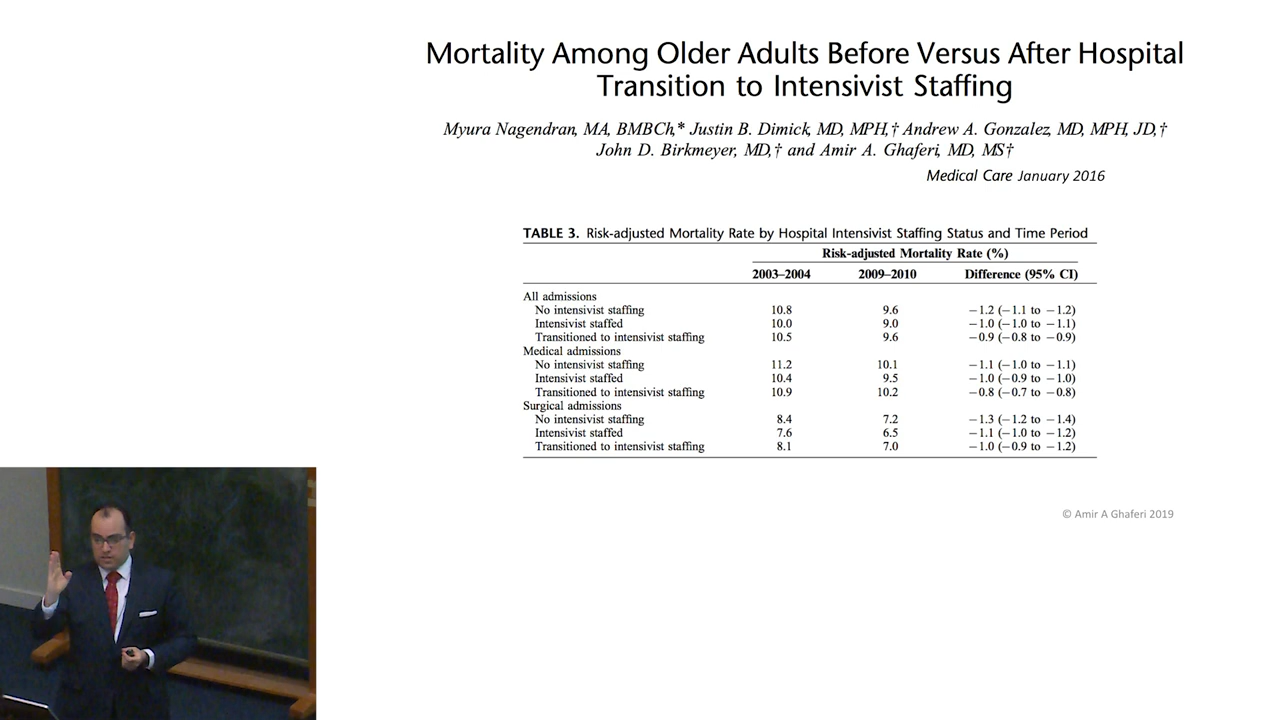 Mortality Among Older Adults Before Versus After Hospital
Transition to Intensivist Staffing
Myura Nagendran, MA, BMBCh,* Justin B. Dimick, MD, MPH,† Andrew A. Gonzalez, MD, MPH, JD,†
John D. Birkmeyer, MD,† and Amir A. Ghaferi, MD, MS†
Medical Care January 2016
TABLE 3. Risk-adjusted Mortality Rate by Hospital Intensivist Staffing Status and Time Period
Risk-adjusted Mortality Rate (%)
2003–2004 2009–2010 Difference (95% CI)
All admissions
No intensivist staffing 10.8 9.6 −1.2 (−1.1 to −1.2)
Intensivist staffed 10.0 9.0 −1.0 (−1.0 to −1.1)
Transitioned to intensivist staffing 10.5 9.6 −0.9 (−0.8 to −0.9)
Medical admissions
No intensivist staffing 11.2 10.1 −1.1 (−1.0 to −1.1)
Intensivist staffed 10.4 9.5 −1.0 (−0.9 to −1.0)
Transitioned to intensivist staffing 10.9 10.2 −0.8 (−0.7 to −0.8)
Surgical admissions
No intensivist staffing 8.4 7.2 −1.3 (−1.2 to −1.4)
Intensivist staffed 7.6 6.5 −1.1 (−1.0 to −1.2)
Transitioned to intensivist staffing 8.1 7.0 −1.0 (−0.9 to −1.2)
© Amir A Ghaferi 2019